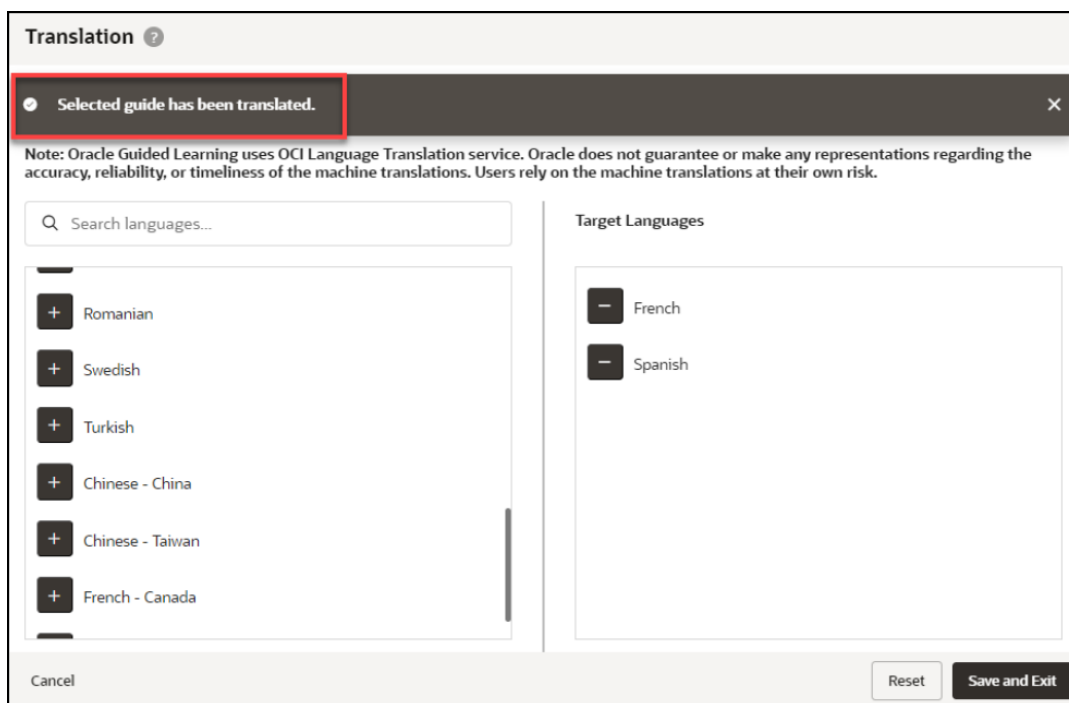 Translation ?
Selected guide has been translated.
Note: Oracle Guided Learning uses OCI Language Translation service. Oracle does not guarantee or make any representations regarding the
accuracy, reliability, or timeliness of the machine translations. Users rely on the machine translations at their own risk.
Search languages...
Romanian
Swedish
Turkish
Chinese - China
Chinese - Taiwan
French - Canada
Target Languages
French
Spanish
Cancel
Reset
Save and Exit